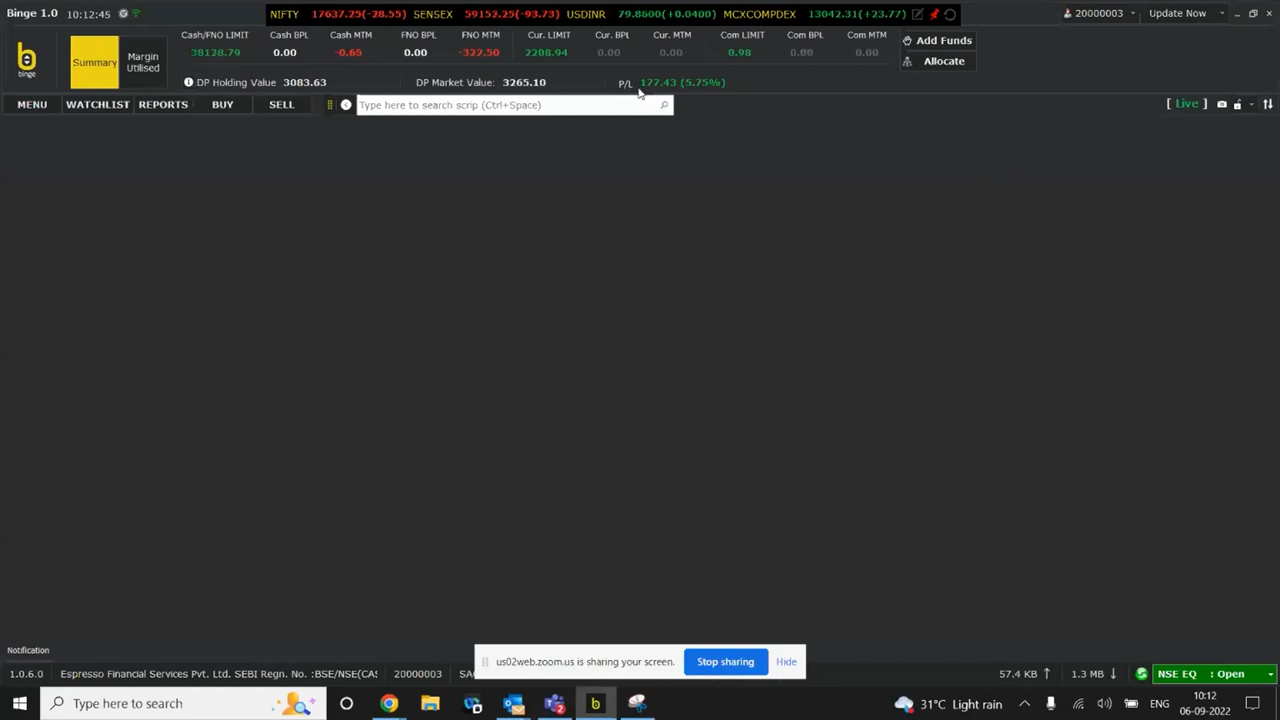 Binge 1.0 10:12:45 NIFTY 17637.25(-28.55) SENSEX 59152.25(-93.73) USDINR 79.8600(+0.0400) MCXCOMPDEX 13042.31(+23.77) 20000003 Update Now
binge
Summary
Margin Utilised
Cash/FNO LIMIT Cash BPL Cash MTM FNO BPL FNO MTM Cur. LIMIT Cur. BPL Cur. MTM Com LIMIT Com BPL Com MTM
38128.79 0.00 -0.65 0.00 -322.50 2208.94 0.00 0.00 0.98 0.00 0.00
Add Funds
Allocate
DP Holding Value 3083.63 DP Market Value: 3265.10 P/L 177.43 (5.75%)
MENU WATCHLIST REPORTS BUY SELL Type here to search scrip (Ctrl+Space) [ Live ]
Notification
us02web.zoom.us is sharing your screen. Stop sharing Hide
1.0.6.0 Espresso Financial Services Pvt. Ltd. SEBI Regn. No. :BSE/NSE(CAS 20000003 57.4 KB 1.3 MB NSE EQ : Open
Type here to search 31°C Light rain ENG 10:12
06-09-2022